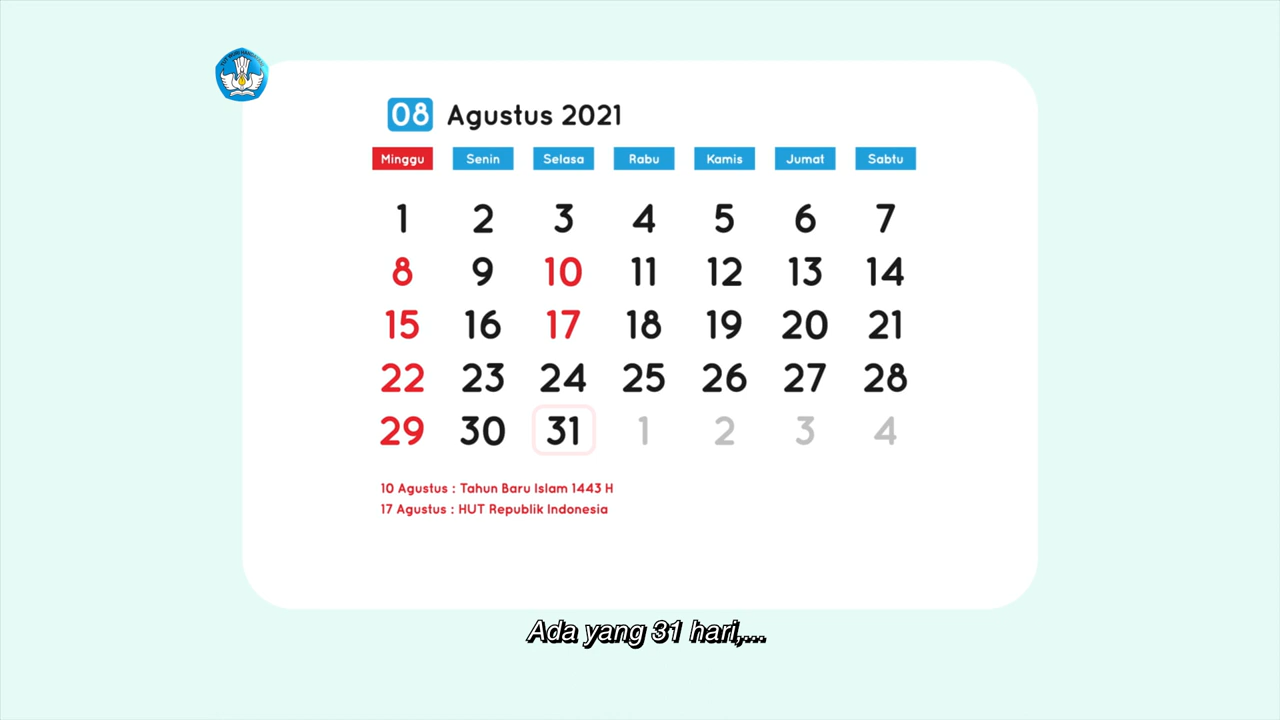 08 Agustus 2021
Minggu Senin Selasa Rabu Kamis Jumat Sabtu
1 2 3 4 5 6 7
8 9 10 11 12 13 14
15 16 17 18 19 20 21
22 23 24 25 26 27 28
29 30 31 1 2 3 4
10 Agustus : Tahun Baru Islam 1443 H
17 Agustus : HUT Republik Indonesia
Ada yang 31 hari,...